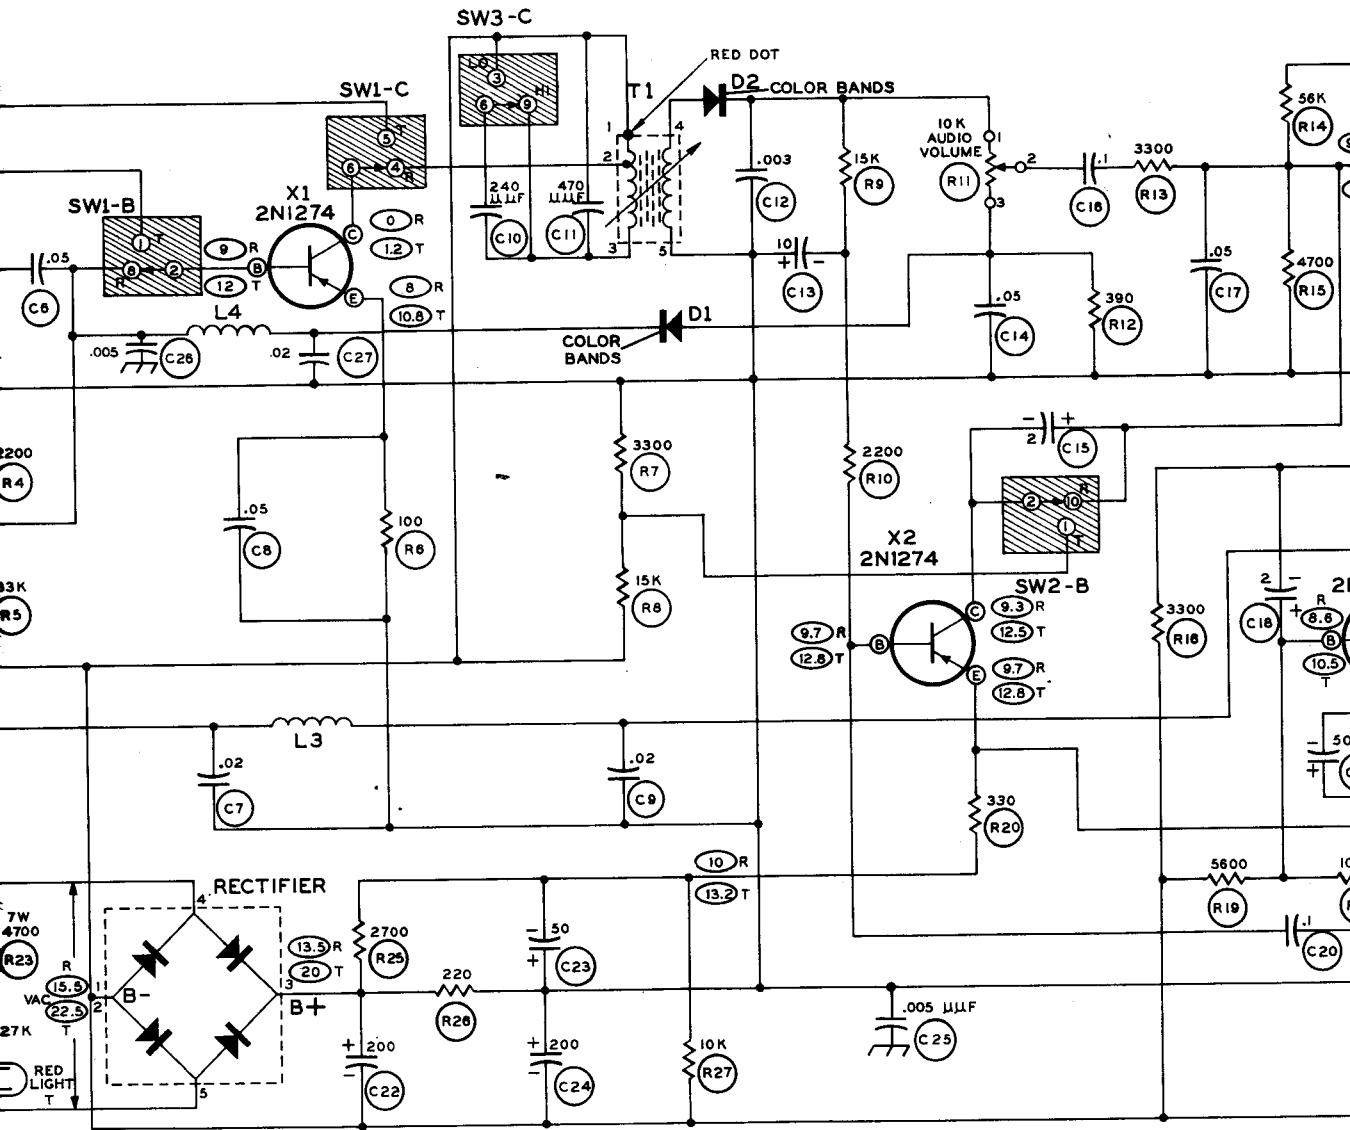 SW3-C
RED DOT
LO
3
6
9
HI
T1
D2
COLOR BANDS
SW1-C
5
T
6
4
R
1
2
3
4
5
10K
AUDIO
VOLUME
R11
1
2
3
.1
C16
3300
R13
56K
R14
X1
2N1274
SW1-B
1
T
8
2
R
9 R
12 T
B
C
E
0 R
1.2 T
8 R
10.8 T
240
µµF
C10
470
µµF
C11
.003
C12
15K
R9
10
+
-
C13
.05
C6
.005
C26
L4
.02
C27
COLOR
BANDS
D1
.05
C14
390
R12
.05
C17
4700
R15
2200
R4
33K
R5
.05
C8
100
R6
3300
R7
15K
R8
2200
R10
-
+
2
C15
2
10
R
1
T
SW2-B
X2
2N1274
9.7 R
12.8 T
B
C
E
9.3 R
12.5 T
9.7 R
12.8 T
3300
R16
2
-
+
C18
R
8.6
B
10.5
T
-
50
+
L3
.02
C7
.02
C9
330
R20
10 R
13.2 T
5600
R19
.1
C20
RECTIFIER
4
1
2
3
5
B-
B+
7W
4700
R23
R
15.5
VAC
22.5
T
27K
RED
LIGHT
T
13.5 R
20 T
2700
R25
220
R26
-
50
+
C23
+
200
-
C22
+
200
-
C24
10K
R27
.005 µµF
C25